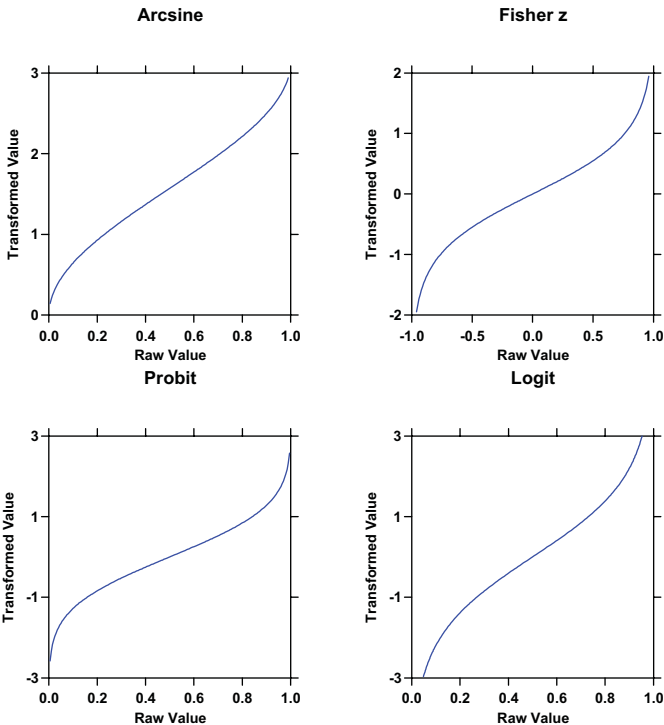 Arcsine
3
2
1
0
Transformed Value
0.0 0.2 0.4 0.6 0.8 1.0
Raw Value
Fisher z
2
1
0
-1
-2
Transformed Value
-1.0 -0.5 0.0 0.5 1.0
Raw Value
Probit
3
1
-1
-3
Transformed Value
0.0 0.2 0.4 0.6 0.8 1.0
Raw Value
Logit
3
1
-1
-3
Transformed Value
0.0 0.2 0.4 0.6 0.8 1.0
Raw Value